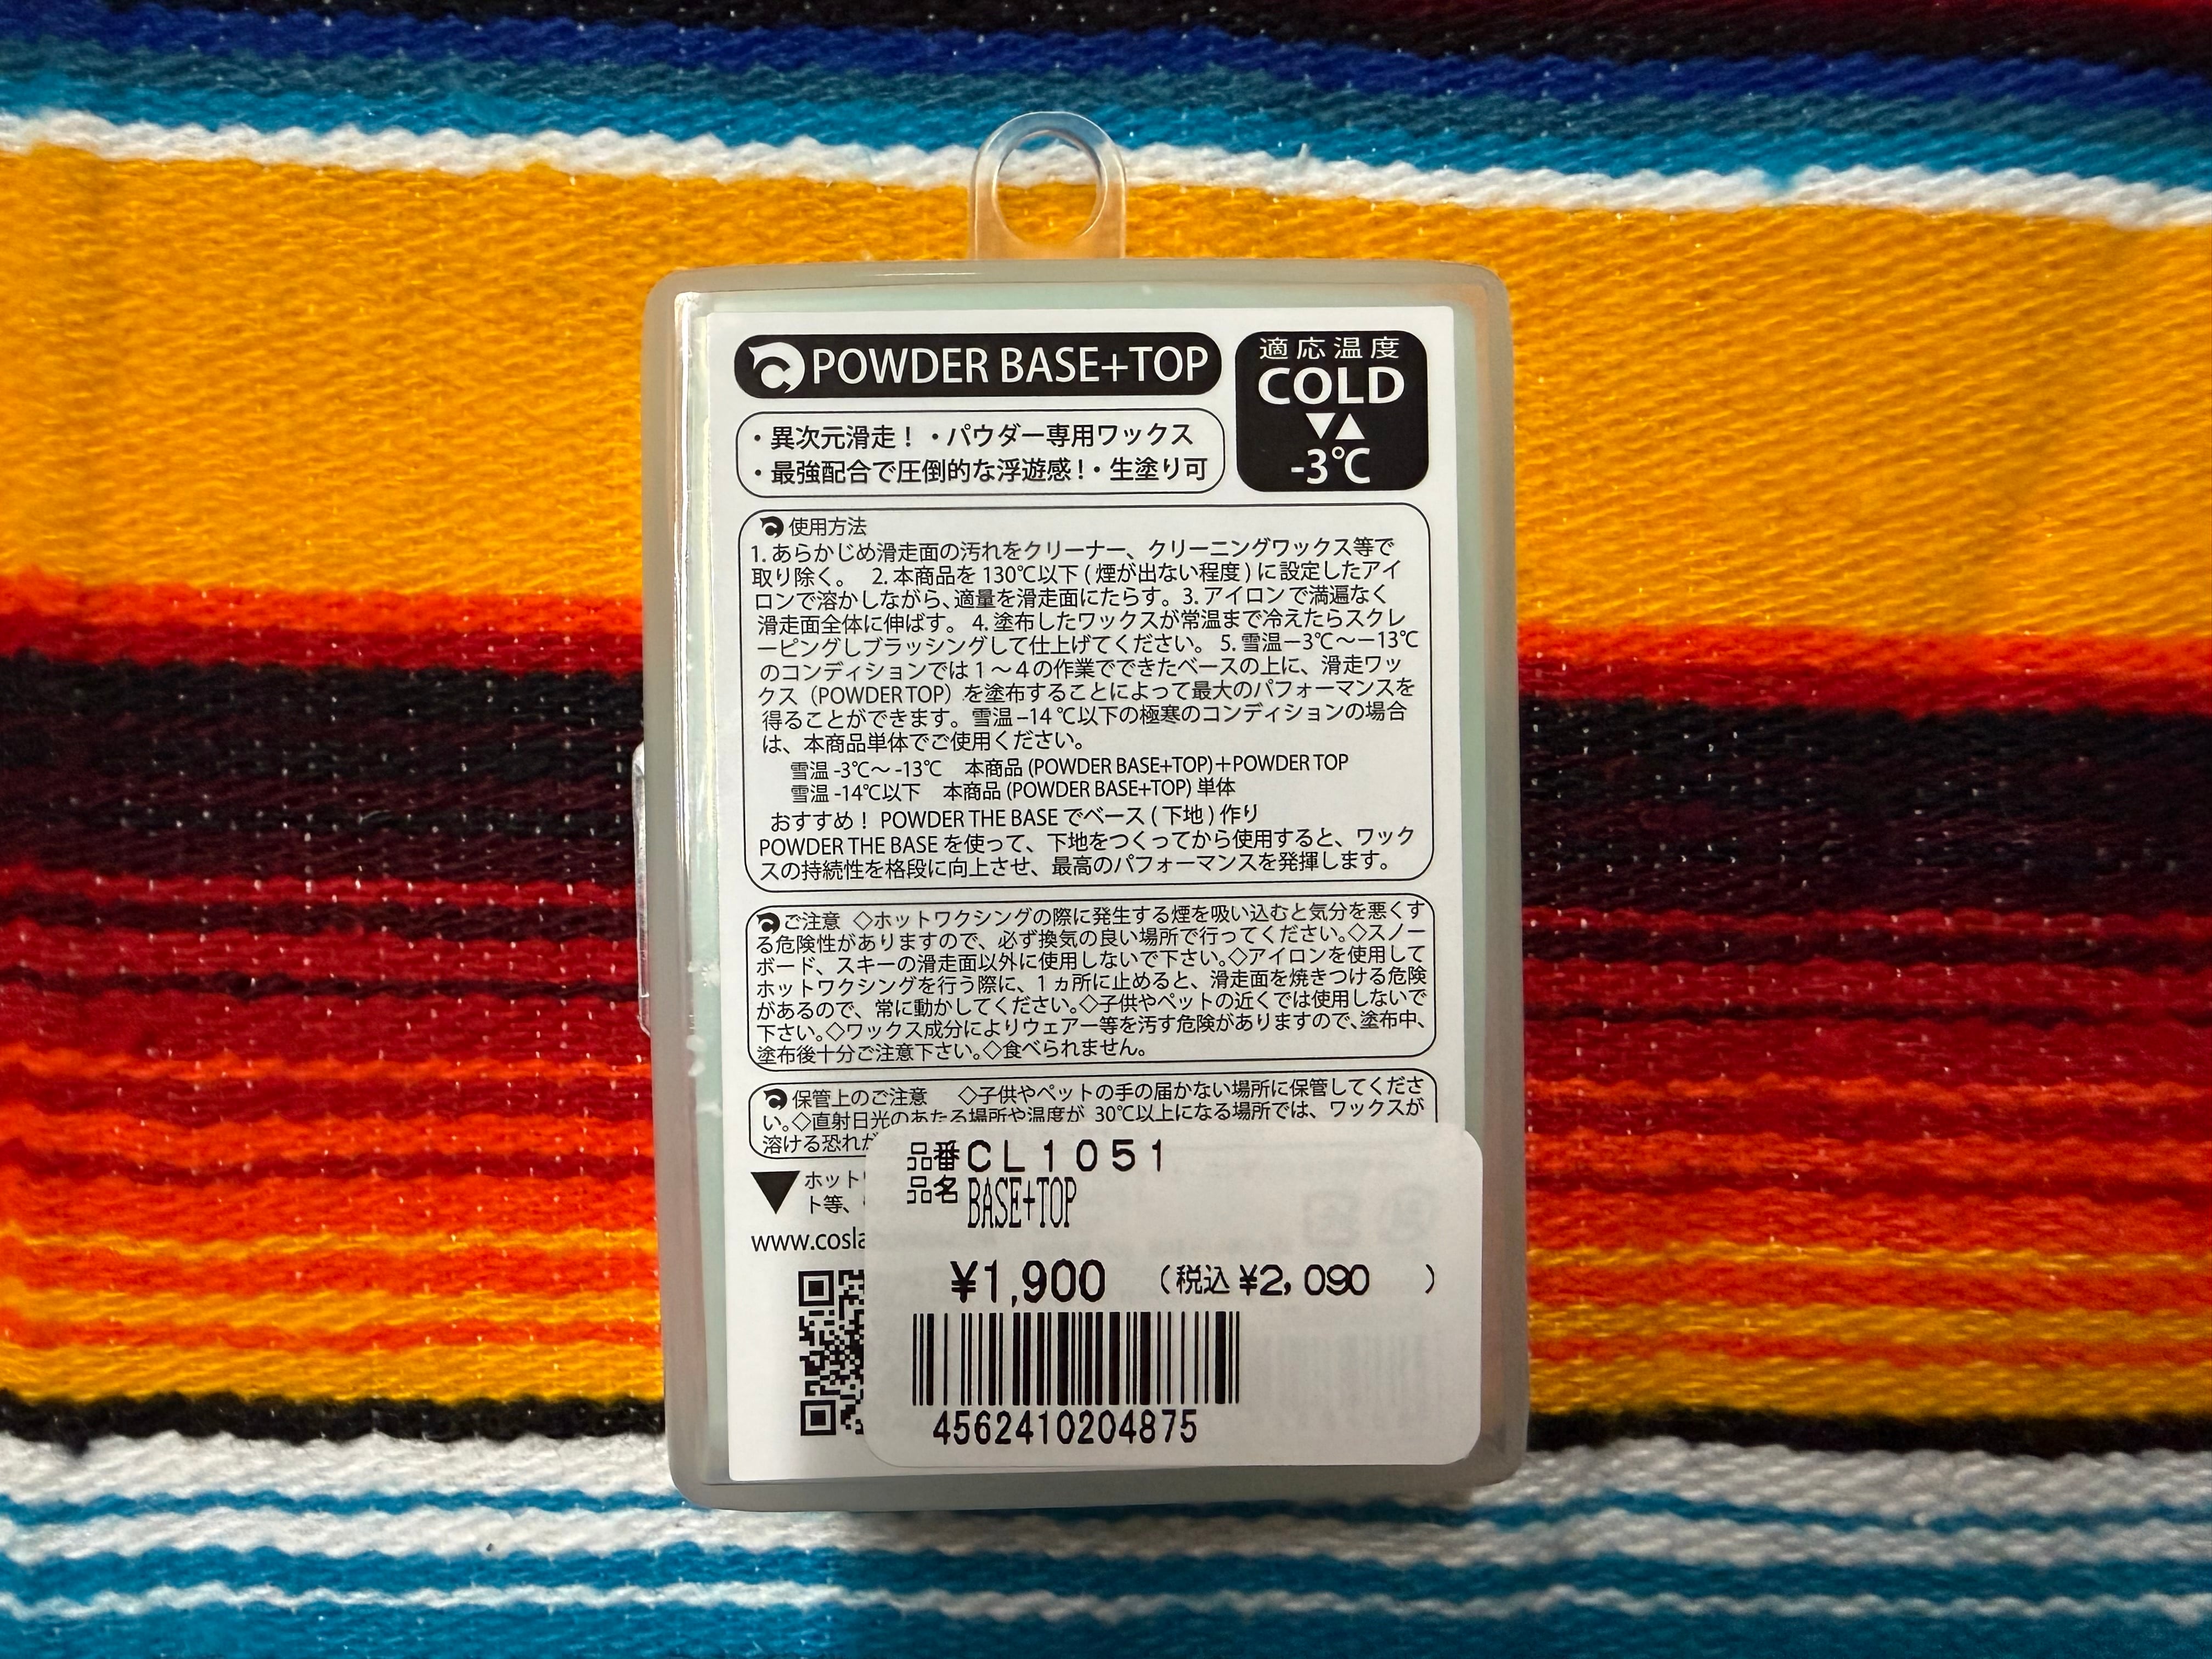 POWDER BASE+TOP
適応温度
COLD
▼▲
-3℃
・異次元滑走！・パウダー専用ワックス
・最強配合で圧倒的な浮遊感！・生塗り可
使用方法
1. あらかじめ滑走面の汚れをクリーナー、クリーニングワックス等で
取り除く。 2. 本商品を 130℃以下 ( 煙が出ない程度 ) に設定したアイ
ロンで溶かしながら、適量を滑走面にたらす。3. アイロンで満遍なく
滑走面全体に伸ばす。 4. 塗布したワックスが常温まで冷えたらスクレ
ーピングしブラッシングして仕上げてください。 5. 雪温－3℃～－13℃
のコンディションでは 1 ～ 4 の作業でできたベースの上に、滑走ワッ
クス（POWDER TOP）を塗布することによって最大のパフォーマンスを
得ることができます。雪温 –14 ℃以下の極寒のコンディションの場合
は、本商品単体でご使用ください。
雪温 -3℃～ -13℃ 本商品 (POWDER BASE+TOP)＋POWDER TOP
雪温 -14℃以下 本商品 (POWDER BASE+TOP) 単体
おすすめ！ POWDER THE BASE でベース ( 下地 ) 作り
POWDER THE BASE を使って、下地をつくってから使用すると、ワック
スの持続性を格段に向上させ、最高のパフォーマンスを発揮します。
ご注意 ◇ホットワクシングの際に発生する煙を吸い込むと気分を悪くす
る危険性がありますので、必ず換気の良い場所で行ってください。◇スノー
ボード、スキーの滑走面以外に使用しないで下さい。◇アイロンを使用して
ホットワクシングを行う際に、1 ヵ所に止めると、滑走面を焼きつける危険
があるので、常に動かしてください。◇子供やペットの近くでは使用しないで
下さい。◇ワックス成分によりウェアー等を汚す危険がありますので、塗布中、
塗布後十分ご注意下さい。◇食べられません。
保管上のご注意 ◇子供やペットの手の届かない場所に保管してくださ
い。◇直射日光のあたる場所や温度が 30℃以上になる場所では、ワックスが
溶ける恐れが
▼ホット
ト等、
www.cosla
品番CL1051
品名BASE+TOP
¥1,900 （税込¥2,090 ）
4562410204875